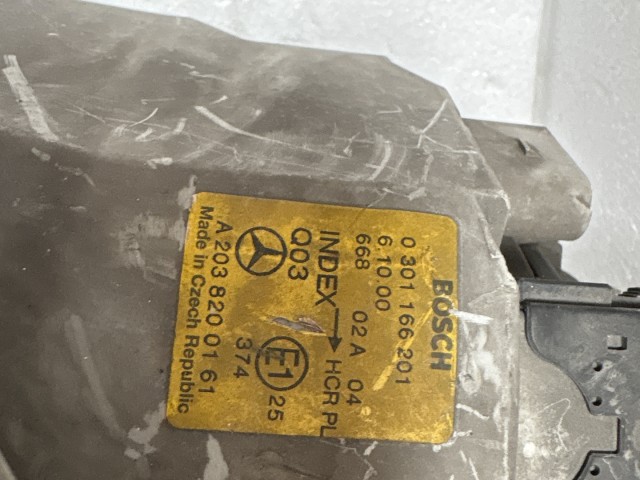 BOSCH
0 301 166 201
6.10.00
668 02 A 04
INDEX → HCR PL
Q03
E1 25
374
A 203 820 01 61
Made in Czech Republic